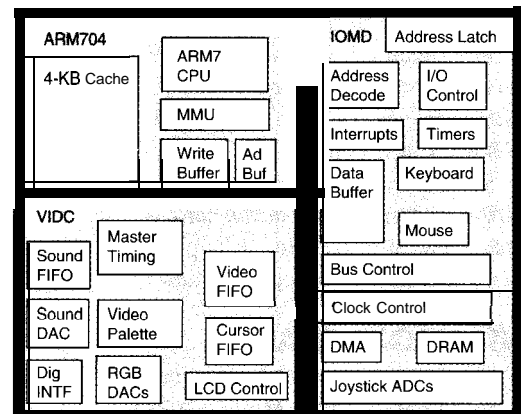 ARM704
4-KB Cache
ARM7
CPU
MMU
Write
Buffer
Ad
Buf
IOMD
Address Latch
Address
Decode
I/O
Control
Interrupts
Timers
Data
Buffer
Keyboard
Mouse
Bus Control
Clock Control
DMA
DRAM
Joystick ADCs
VIDC
Master
Timing
Sound
FIFO
Video
FIFO
Sound
DAC
Video
Palette
Cursor
FIFO
Dig
INTF
RGB
DACs
LCD Control